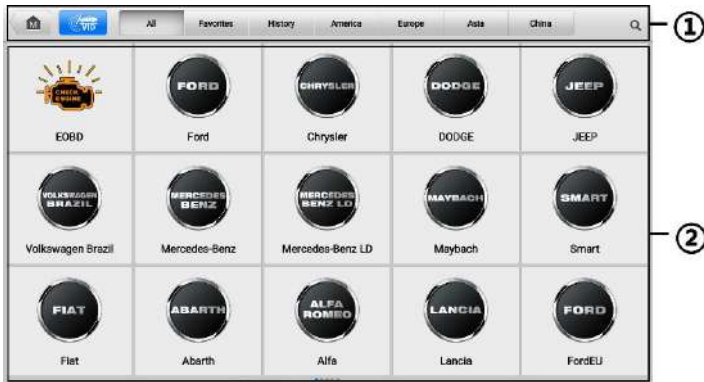 VID All Favorites History America Europe Asia China
①
CHECK
ENGINE
FORD
CHRYSLER
DODGE
JEEP
EOBD Ford Chrysler DODGE JEEP
VOLKSWAGEN
BRAZIL
MERCEDES
BENZ
MERCEDES
BENZ LD
MAYBACH
SMART
②
Volkswagen Brazil Mercedes-Benz Mercedes-Benz LD Maybach Smart
FIAT
ABARTH
ALFA
ROMEO
LANCIA
FORD
Fiat Abarth Alfa Lancia FordEU